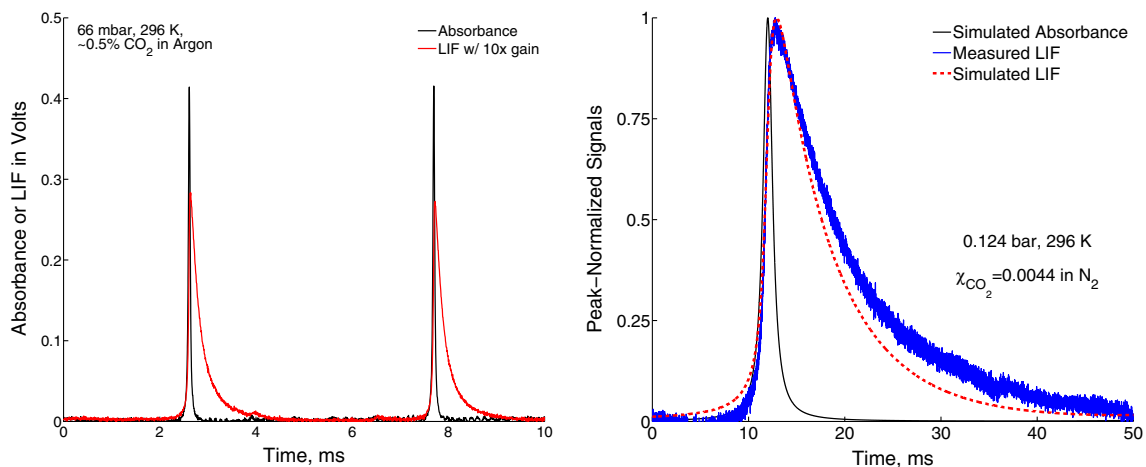 0.5
66 mbar, 296 K,
~0.5% CO2 in Argon
Absorbance
LIF w/ 10x gain
0.4
0.3
0.2
0.1
0
Absorbance or LIF in Volts
0 2 4 6 8 10
Time, ms
1
Simulated Absorbance
Measured LIF
Simulated LIF
0.75
0.5
0.25
0
Peak−Normalized Signals
0.124 bar, 296 K
χCO2=0.0044 in N2
0 10 20 30 40 50
Time, ms